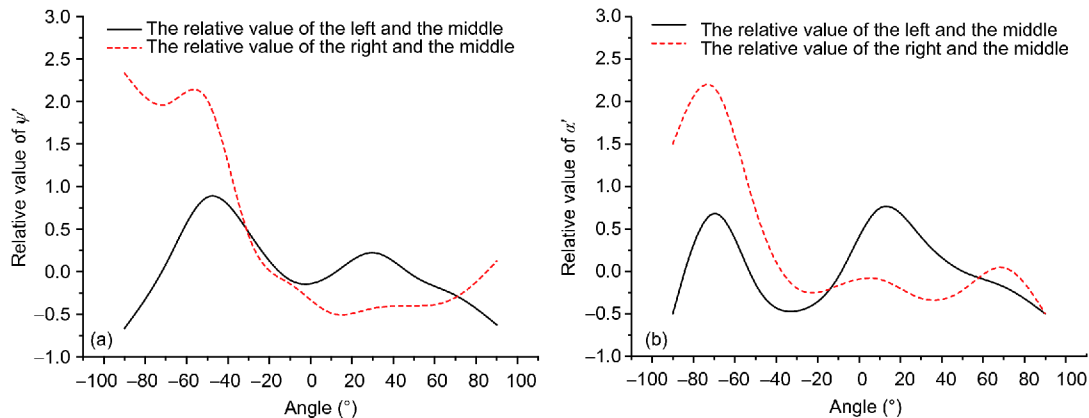 The relative value of the left and the middle
The relative value of the right and the middle
3.0
2.5
2.0
1.5
1.0
0.5
0.0
−0.5
−1.0
Relative value of ψ′
(a)
−100 −80 −60 −40 −20 0 20 40 60 80 100
Angle (°)
The relative value of the left and the middle
The relative value of the right and the middle
3.0
2.5
2.0
1.5
1.0
0.5
0.0
−0.5
−1.0
Relative value of α′
(b)
−100 −80 −60 −40 −20 0 20 40 60 80 100
Angle (°)